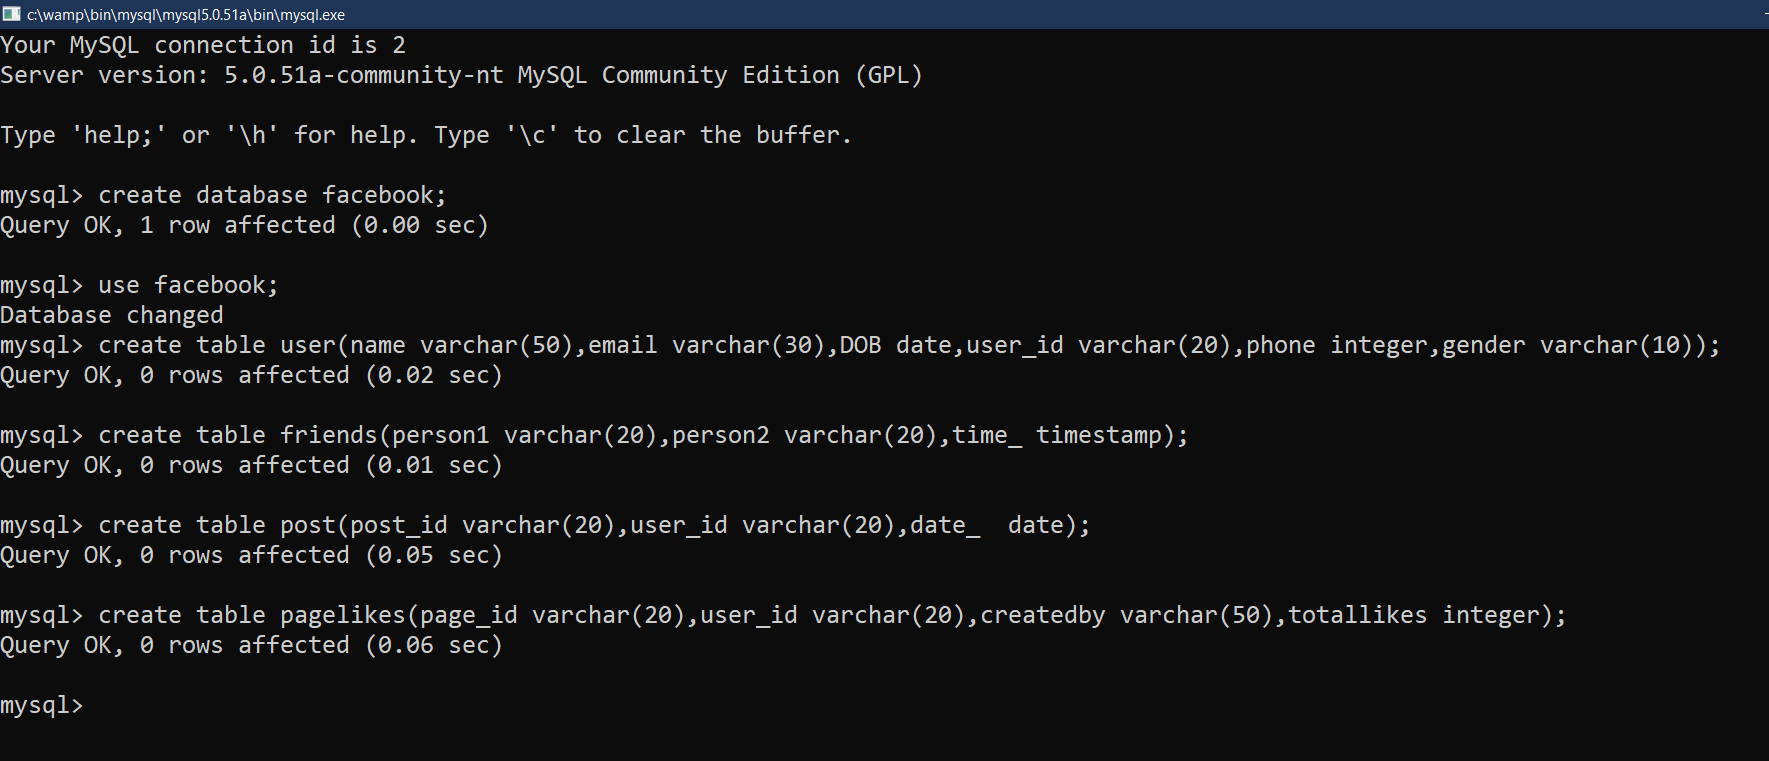 c:\wamp\bin\mysql\mysql5.0.51a\bin\mysql.exe
Your MySQL connection id is 2
Server version: 5.0.51a-community-nt MySQL Community Edition (GPL)
Type 'help;' or '\h' for help. Type '\c' to clear the buffer.
mysql> create database facebook;
Query OK, 1 row affected (0.00 sec)
mysql> use facebook;
Database changed
mysql> create table user(name varchar(50),email varchar(30),DOB date,user_id varchar(20),phone integer,gender varchar(10));
Query OK, 0 rows affected (0.02 sec)
mysql> create table friends(person1 varchar(20),person2 varchar(20),time_ timestamp);
Query OK, 0 rows affected (0.01 sec)
mysql> create table post(post_id varchar(20),user_id varchar(20),date_  date);
Query OK, 0 rows affected (0.05 sec)
mysql> create table pagelikes(page_id varchar(20),user_id varchar(20),createdby varchar(50),totallikes integer);
Query OK, 0 rows affected (0.06 sec)
mysql>